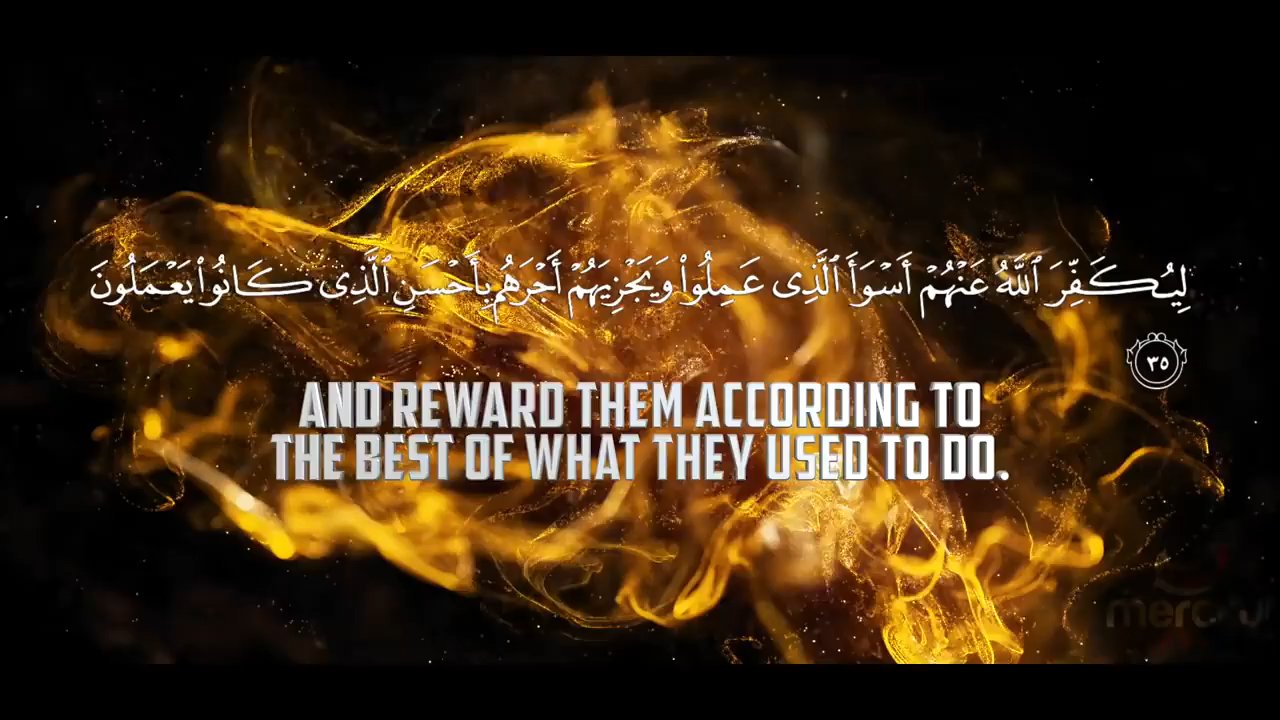 لِيُكَفِّرَ ٱللَّهُ عَنْهُمْ أَسْوَأَ ٱلَّذِى عَمِلُوا۟ وَيَجْزِيَهُمْ أَجْرَهُم بِأَحْسَنِ ٱلَّذِى كَانُوا۟ يَعْمَلُونَ
٣٥
AND REWARD THEM ACCORDING TO
THE BEST OF WHAT THEY USED TO DO.